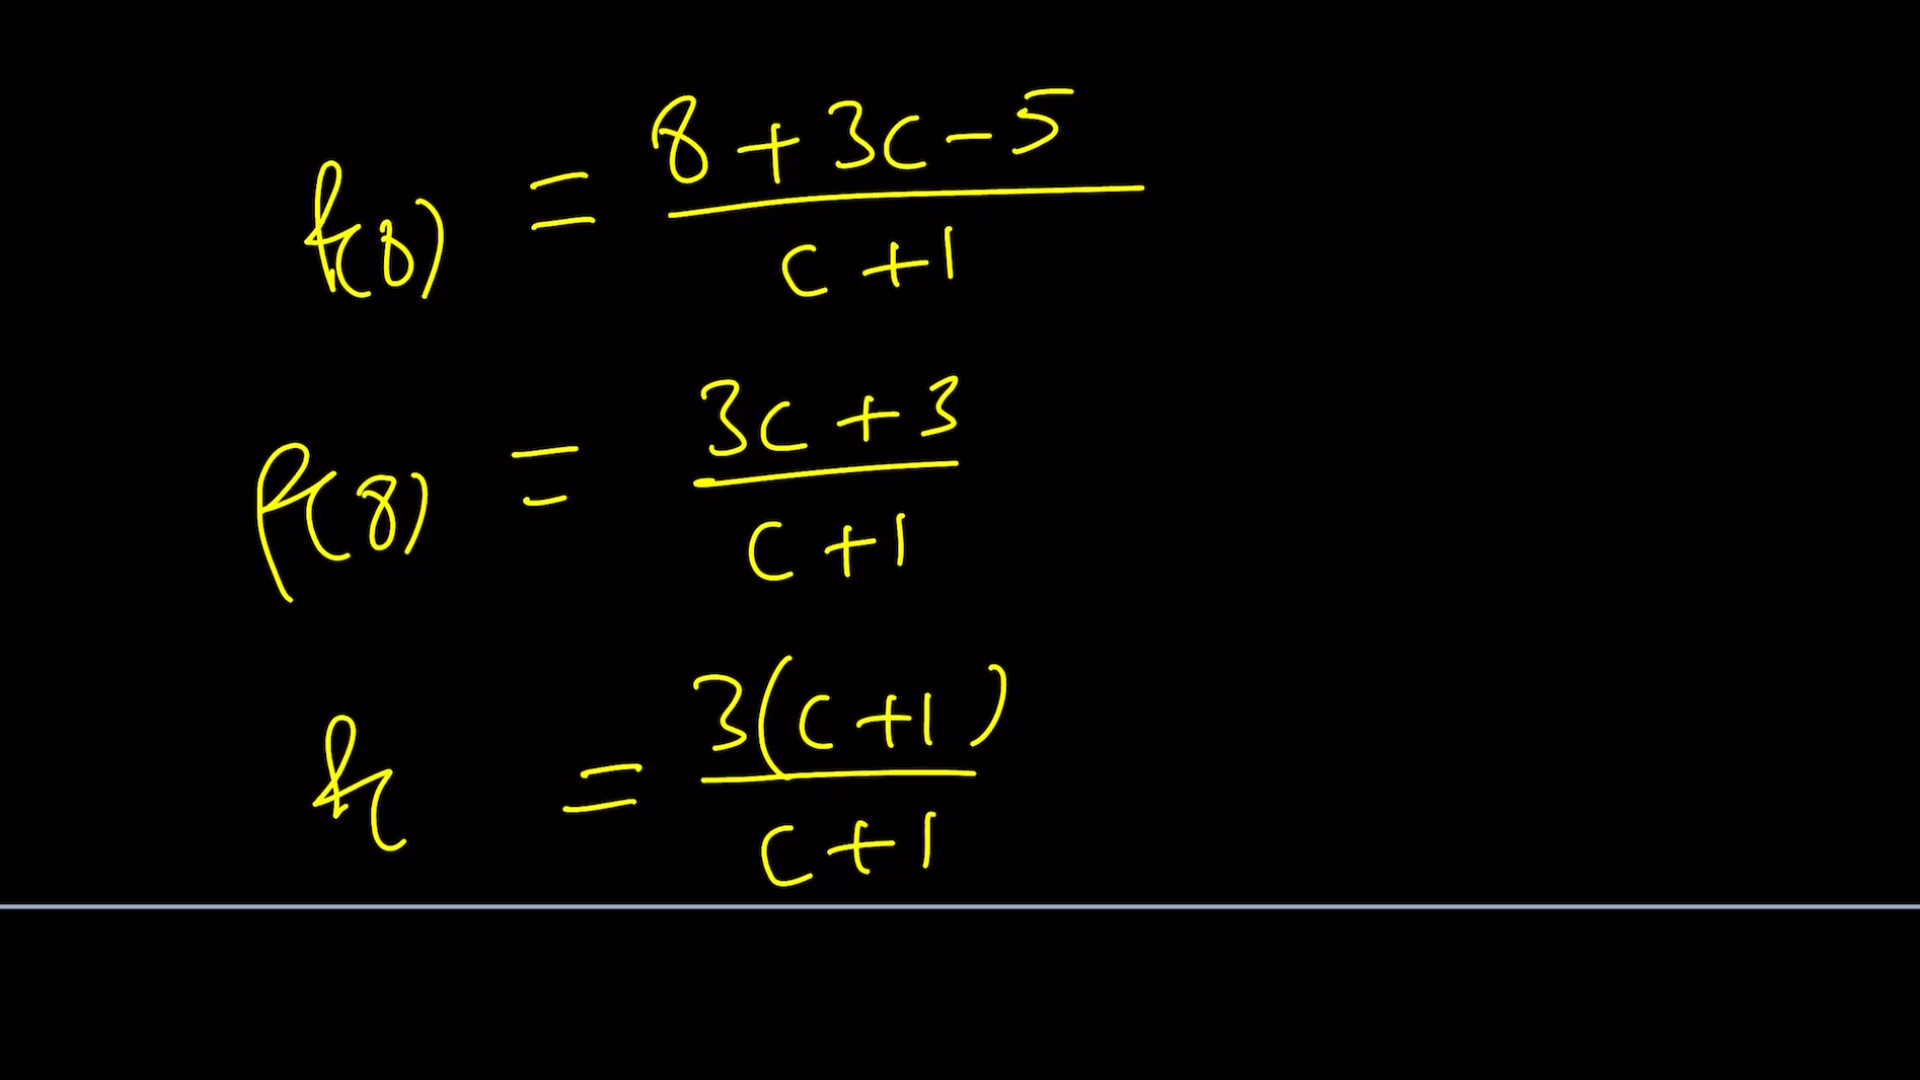 f(8) = (8+3c-5)/(c+1)
f(8) = (3c+3)/(c+1)
f = 3(c+1)/(c+1)